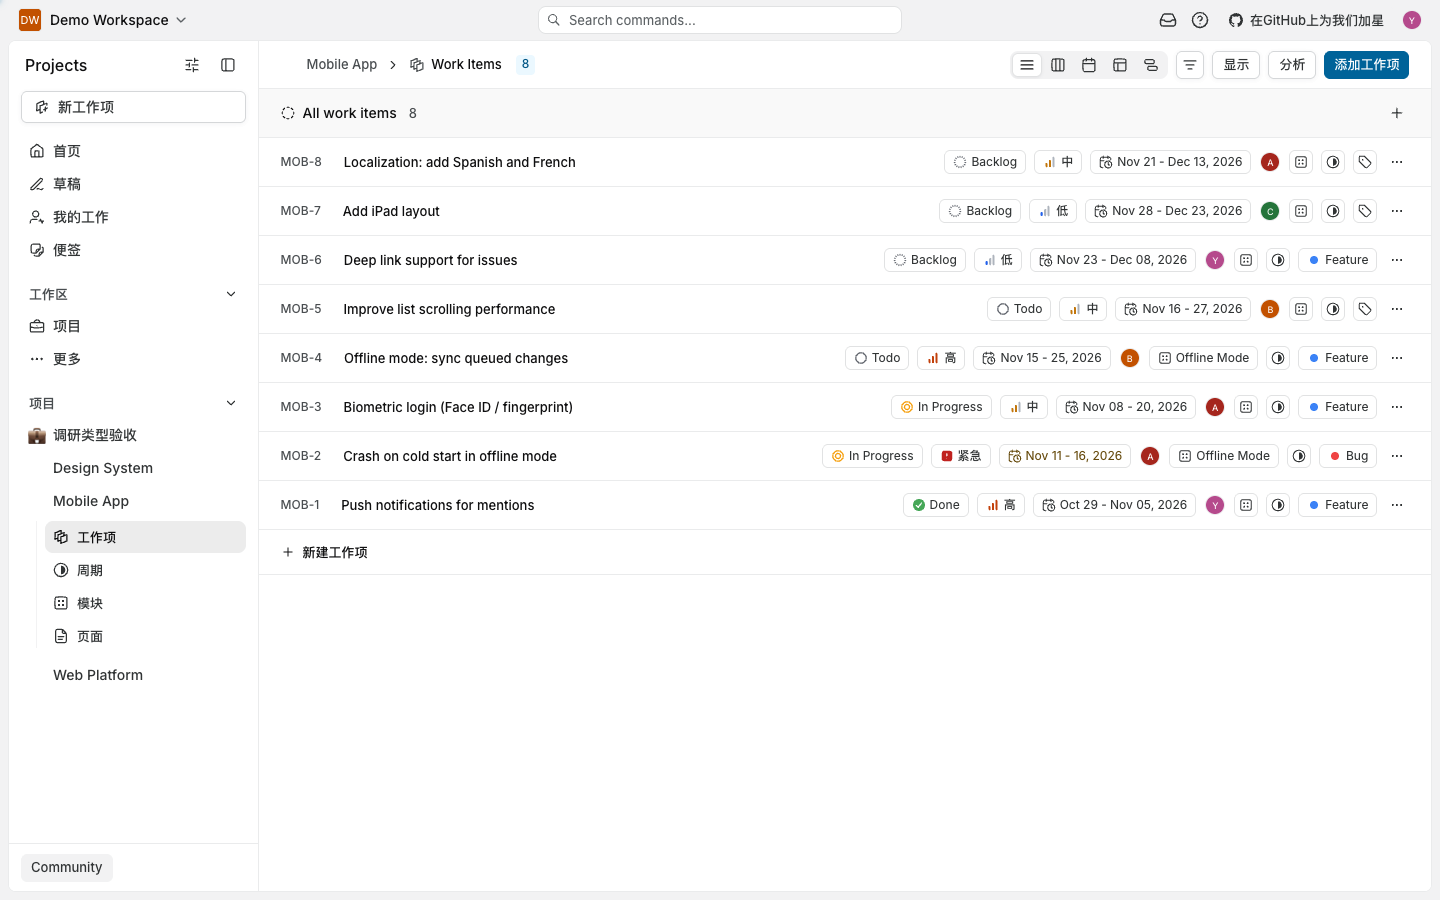 DW Demo Workspace
Search commands...
在GitHub上为我们加星
Y
Projects
新工作项
首页
草稿
我的工作
便签
工作区
项目
更多
项目
调研类型验收
Design System
Mobile App
工作项
周期
模块
页面
Web Platform
Community
Mobile App
Work Items
8
显示
分析
添加工作项
All work items 8
MOB-8 Localization: add Spanish and French Backlog 中 Nov 21 - Dec 13, 2026 A
MOB-7 Add iPad layout Backlog 低 Nov 28 - Dec 23, 2026 C
MOB-6 Deep link support for issues Backlog 低 Nov 23 - Dec 08, 2026 Y Feature
MOB-5 Improve list scrolling performance Todo 中 Nov 16 - 27, 2026 B
MOB-4 Offline mode: sync queued changes Todo 高 Nov 15 - 25, 2026 B Offline Mode Feature
MOB-3 Biometric login (Face ID / fingerprint) In Progress 中 Nov 08 - 20, 2026 A Feature
MOB-2 Crash on cold start in offline mode In Progress 紧急 Nov 11 - 16, 2026 A Offline Mode Bug
MOB-1 Push notifications for mentions Done 高 Oct 29 - Nov 05, 2026 Y Feature
新建工作项